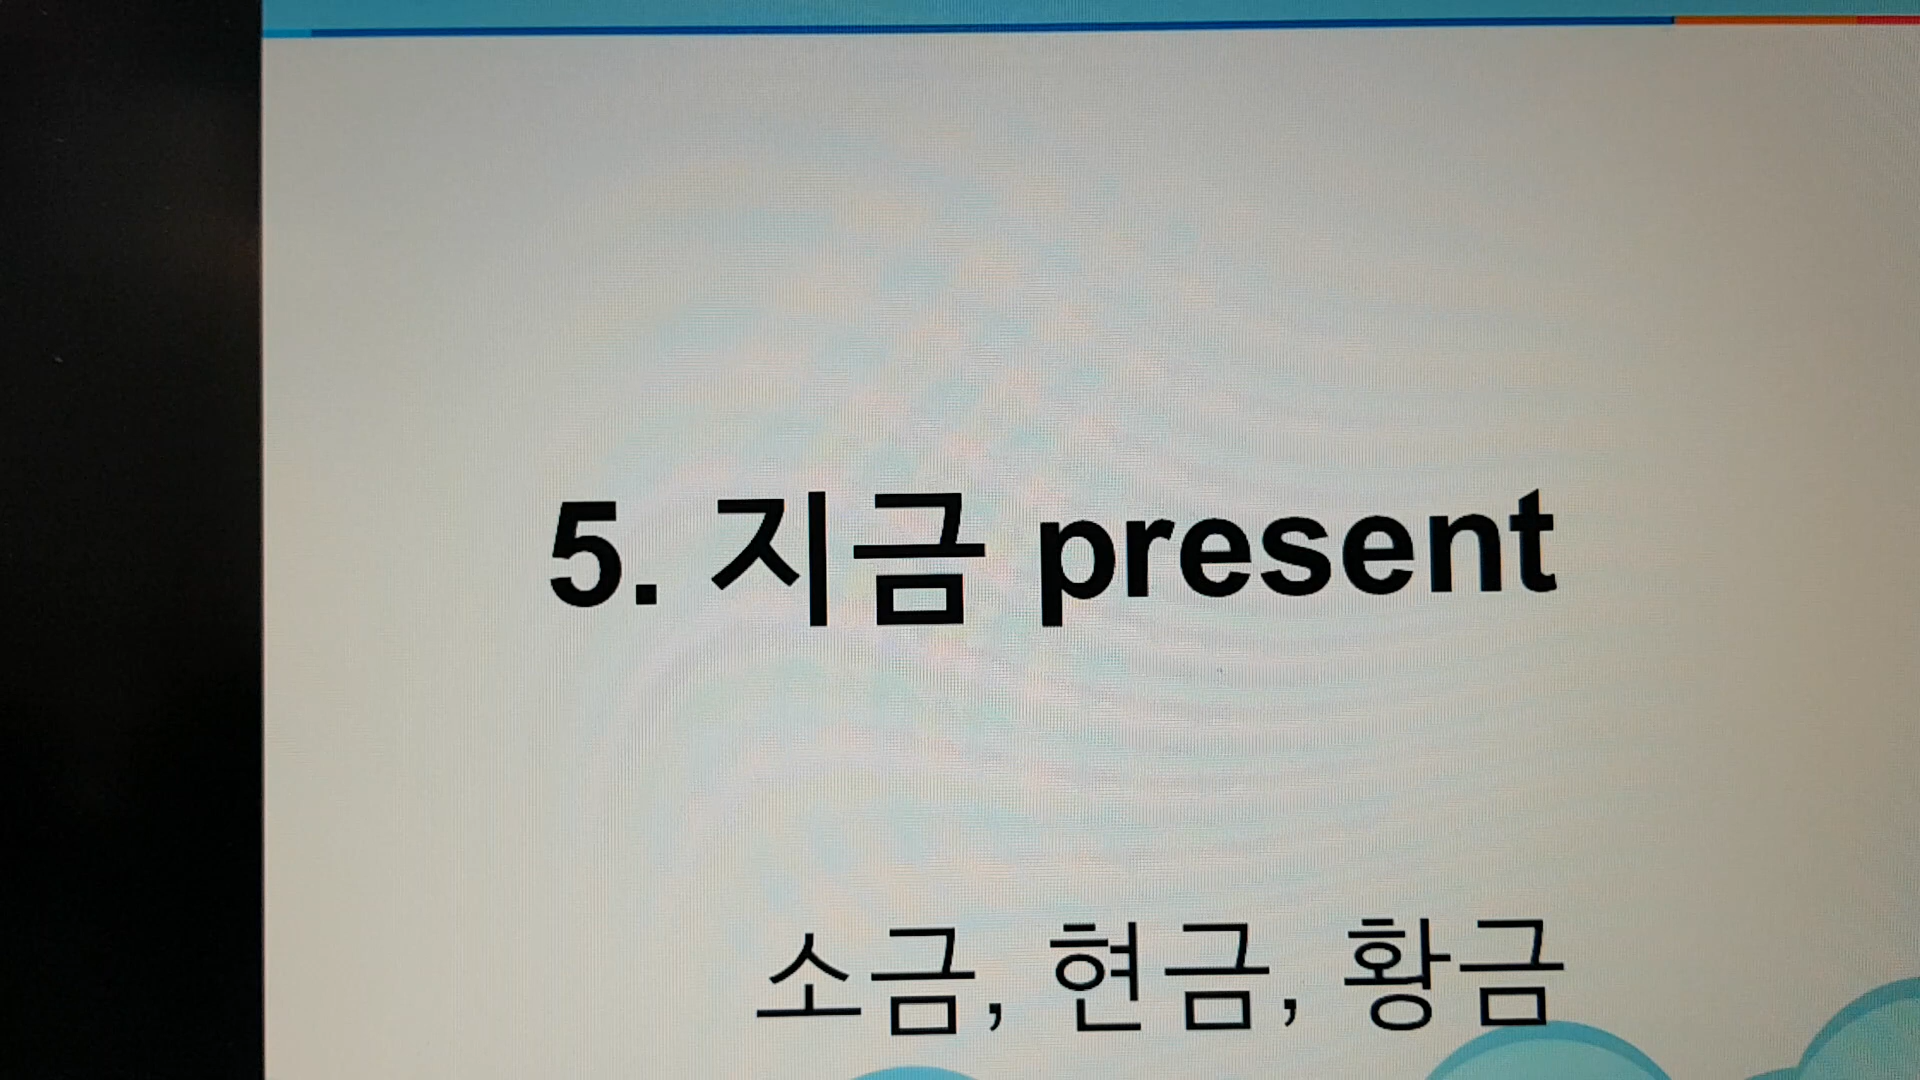 5. 지금 present
소금, 현금, 황금